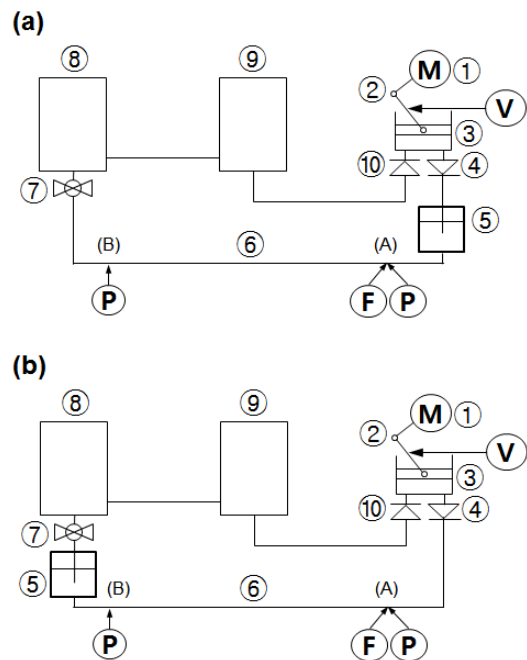 (a)
⑧ ⑨ M ①
② V
③
⑦ ⑩ ④
⑤
(B) ⑥ (A)
P F P
(b)
⑧ ⑨ M ①
② V
③
⑦ ⑩ ④
⑤ (B) ⑥ (A)
P F P